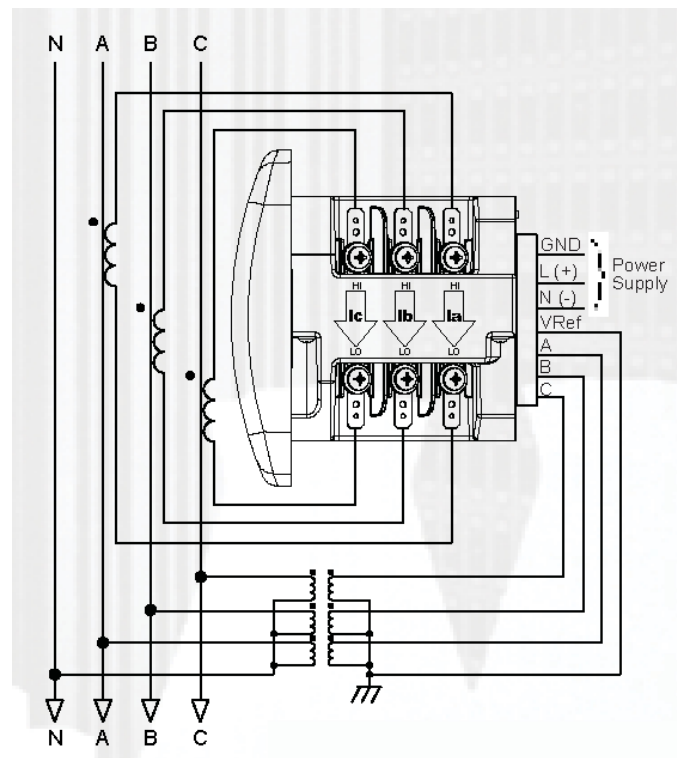 N A B C
HI HI HI
Ic Ib Ia
LO LO LO
GND
L (+)
N (-)
Power
Supply
VRef
A
B
C
N A B C